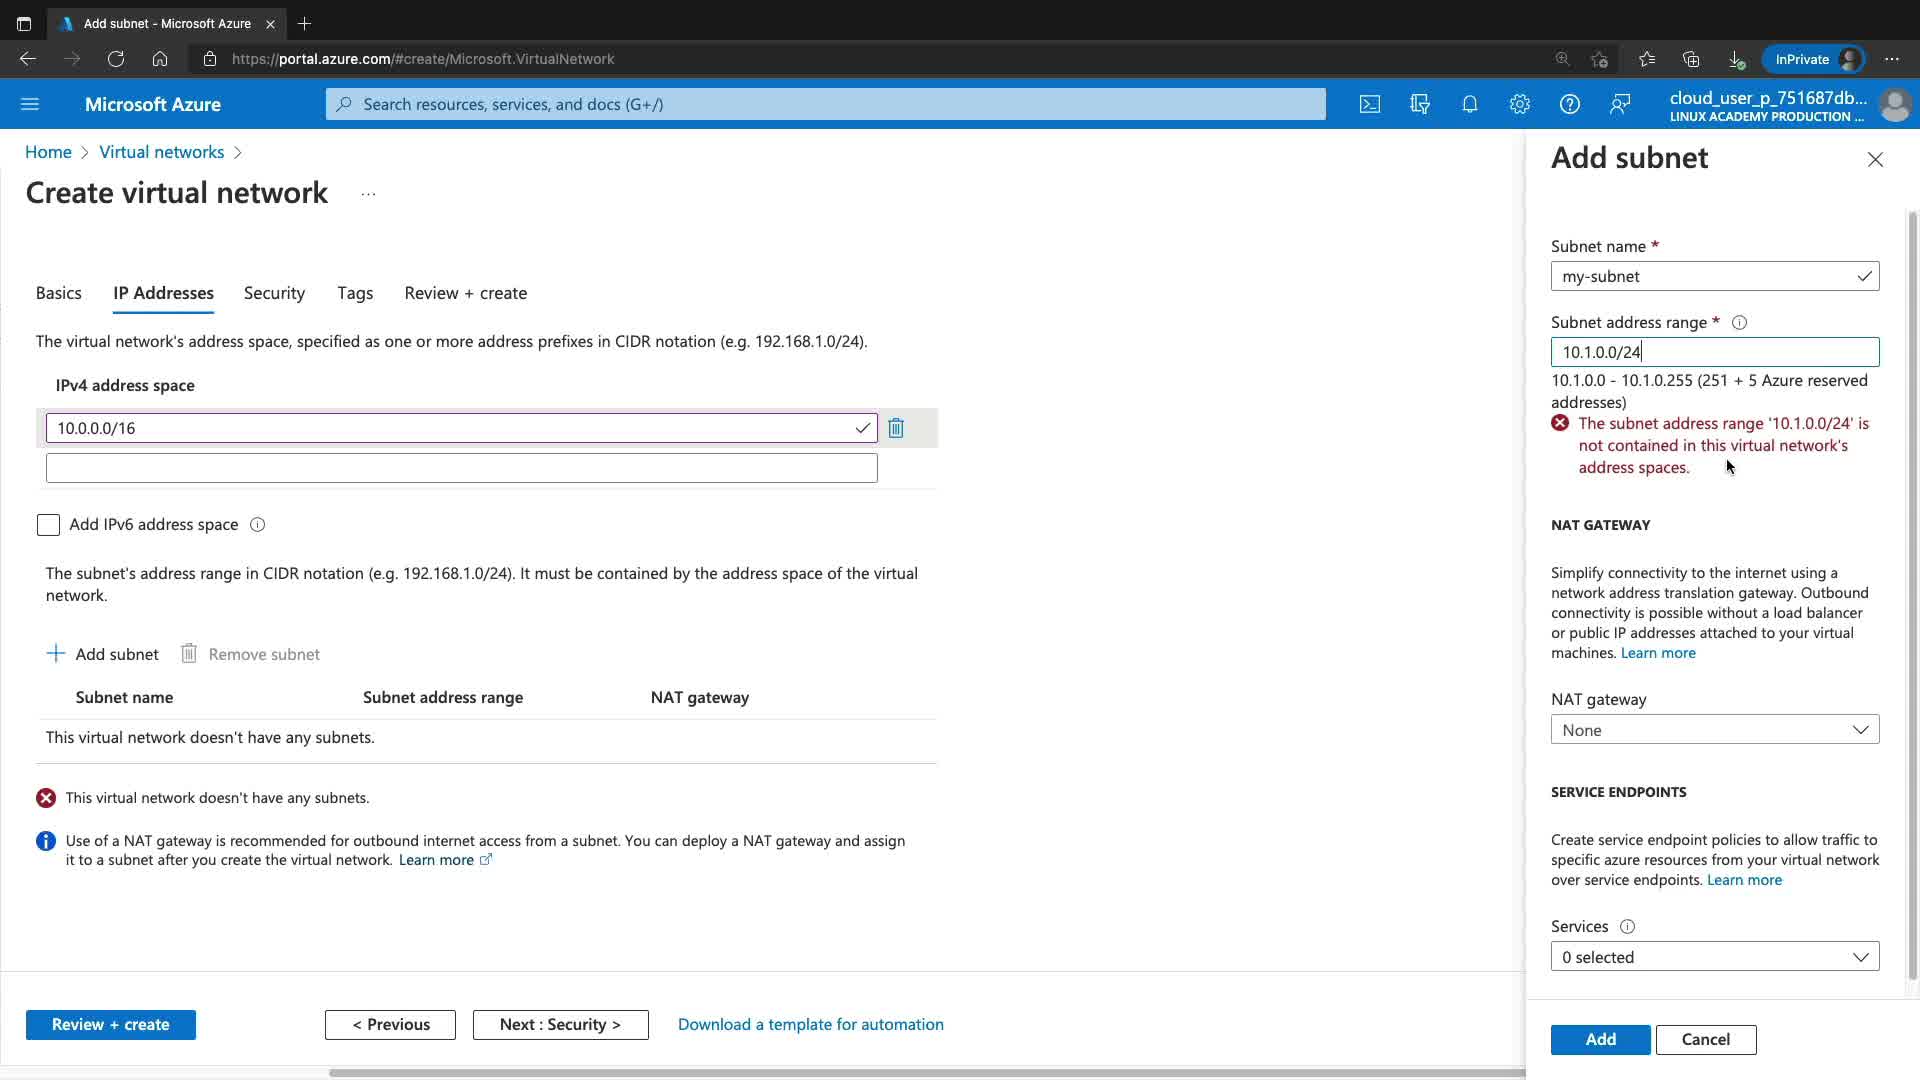 Add subnet - Microsoft Azure
https://portal.azure.com/#create/Microsoft.VirtualNetwork
InPrivate
Microsoft Azure
Search resources, services, and docs (G+/)
cloud_user_p_751687db...
LINUX ACADEMY PRODUCTION ...
Home > Virtual networks >
Create virtual network ...
Basics
IP Addresses
Security
Tags
Review + create
The virtual network's address space, specified as one or more address prefixes in CIDR notation (e.g. 192.168.1.0/24).
IPv4 address space
10.0.0.0/16
Add IPv6 address space
The subnet's address range in CIDR notation (e.g. 192.168.1.0/24). It must be contained by the address space of the virtual
network.
+ Add subnet
Remove subnet
Subnet name
Subnet address range
NAT gateway
This virtual network doesn't have any subnets.
This virtual network doesn't have any subnets.
Use of a NAT gateway is recommended for outbound internet access from a subnet. You can deploy a NAT gateway and assign
it to a subnet after you create the virtual network. Learn more
Review + create
< Previous
Next : Security >
Download a template for automation
Add subnet
Subnet name *
my-subnet
Subnet address range *
10.1.0.0/24
10.1.0.0 - 10.1.0.255 (251 + 5 Azure reserved
addresses)
The subnet address range '10.1.0.0/24' is
not contained in this virtual network's
address spaces.
NAT GATEWAY
Simplify connectivity to the internet using a
network address translation gateway. Outbound
connectivity is possible without a load balancer
or public IP addresses attached to your virtual
machines. Learn more
NAT gateway
None
SERVICE ENDPOINTS
Create service endpoint policies to allow traffic to
specific azure resources from your virtual network
over service endpoints. Learn more
Services
0 selected
Add
Cancel